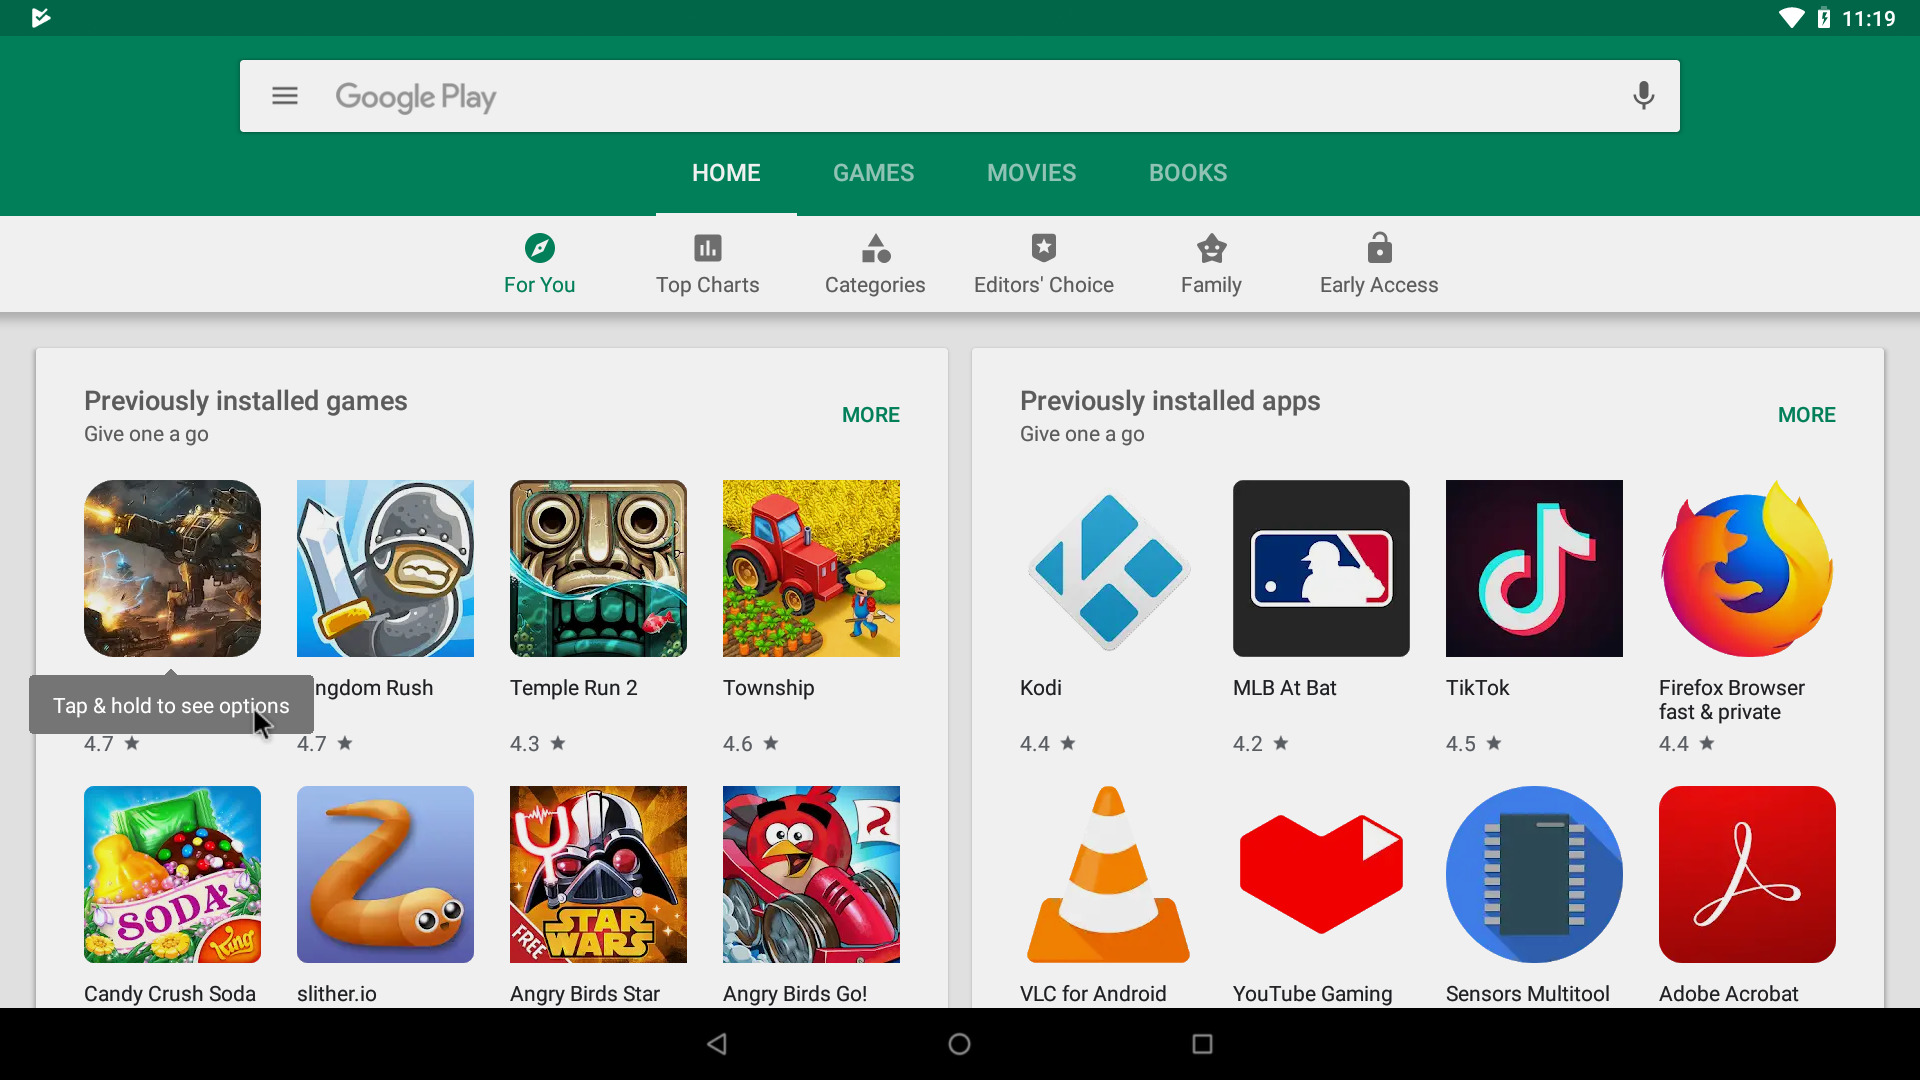 11:19
Google Play
HOME GAMES MOVIES BOOKS
For You Top Charts Categories Editors' Choice Family Early Access
Previously installed games
Give one a go
MORE
Tap & hold to see options
ngdom Rush
Temple Run 2
Township
4.7 ★ 4.7 ★ 4.3 ★ 4.6 ★
SODA
King
FREE
STAR
WARS
Candy Crush Soda slither.io Angry Birds Star Angry Birds Go!
Previously installed apps
Give one a go
MORE
Kodi MLB At Bat TikTok Firefox Browser
fast & private
4.4 ★ 4.2 ★ 4.5 ★ 4.4 ★
VLC for Android YouTube Gaming Sensors Multitool Adobe Acrobat